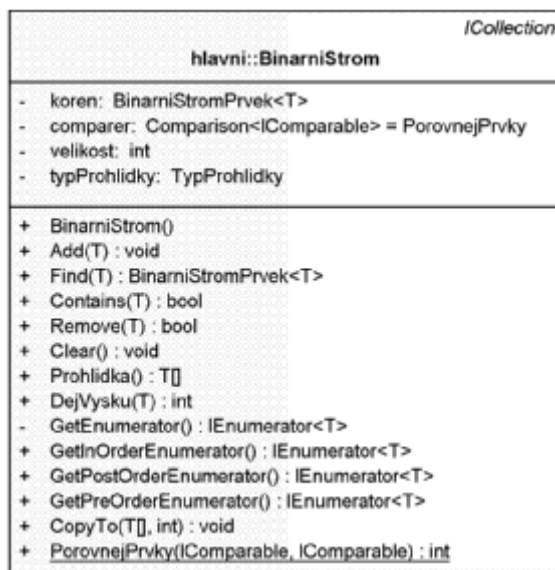 ICollection
hlavni::BinarniStrom
- koren: BinarniStromPrvek<T>
- comparer: Comparison<IComparable> = PorovnejPrvky
- velikost: int
- typProhlidky: TypProhlidky
+ BinarniStrom()
+ Add(T) : void
+ Find(T) : BinarniStromPrvek<T>
+ Contains(T) : bool
+ Remove(T) : bool
+ Clear() : void
+ Prohlidka() : T[]
+ DejVysku(T) : int
- GetEnumerator() : IEnumerator<T>
+ GetInOrderEnumerator() : IEnumerator<T>
+ GetPostOrderEnumerator() : IEnumerator<T>
+ GetPreOrderEnumerator() : IEnumerator<T>
+ CopyTo(T[], int) : void
+ PorovnejPrvky(IComparable, IComparable) : int